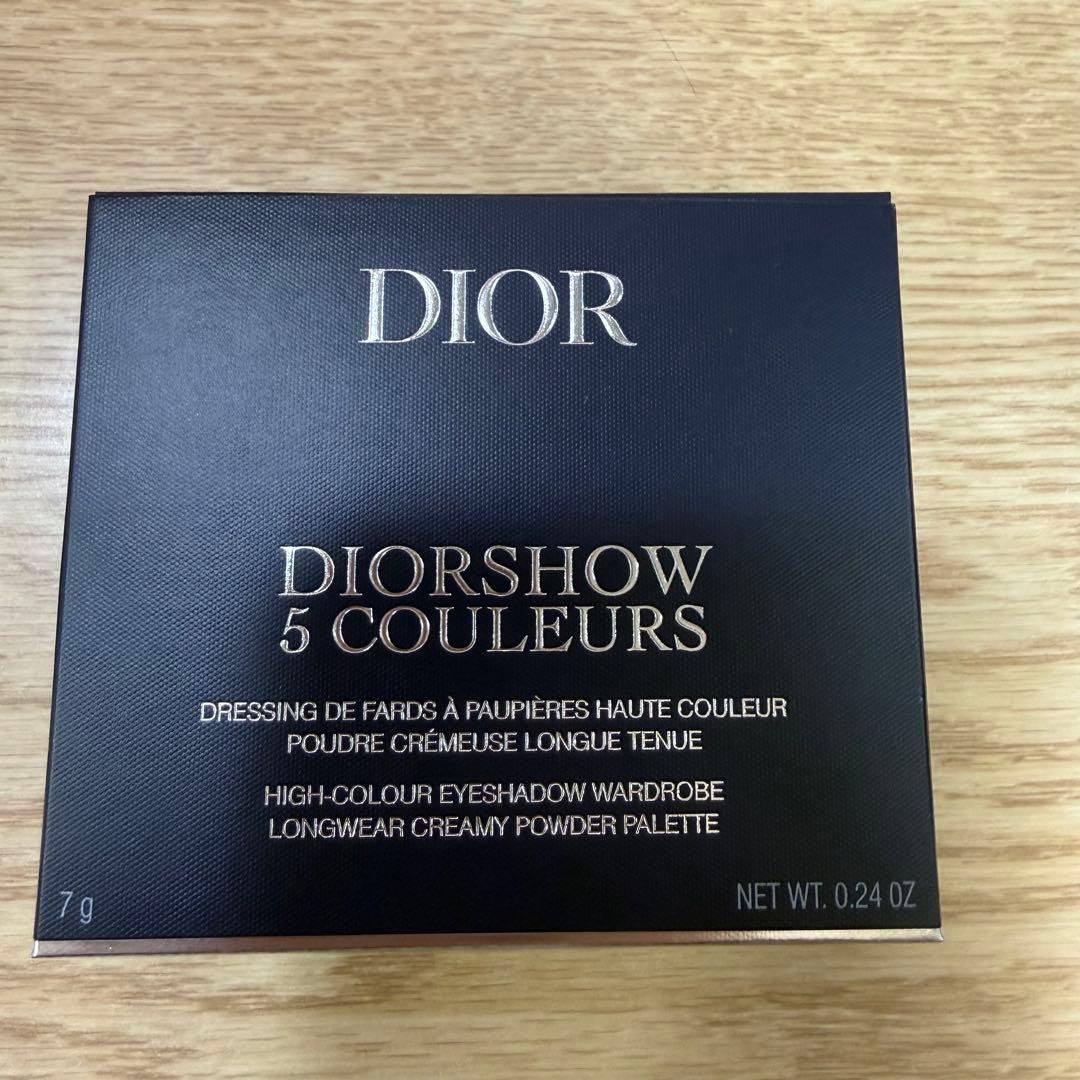 DIOR
DIORSHOW
5 COULEURS
DRESSING DE FARDS À PAUPIÈRES HAUTE COULEUR
POUDRE CRÉMEUSE LONGUE TENUE
HIGH-COLOUR EYESHADOW WARDROBE
LONGWEAR CREAMY POWDER PALETTE
7 g
NET WT. 0.24 OZ